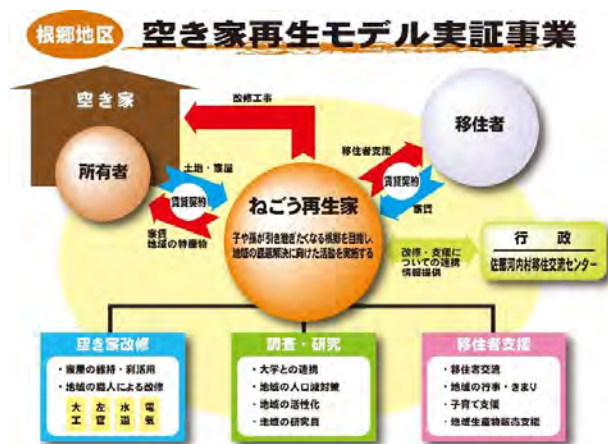 根郷地区
空き家再生モデル実証事業
空き家
改修工事
移住者
所有者
土地・家屋
移住者支援
賃貸契約
賃貸契約
家賃
家賃
地域の特産物
ねごう再生家
子や孫が引き継ぎたくなる根郷を目指し、
地域の課題解決に向けた活動を実施する
行 政
佐那河内村移住交流センター
改修・支援に
ついての連携
情報提供
空き家改修
・家屋の維持・利活用
・地域の職人による改修
大工
左官
水道
電気
調査・研究
・大学との連携
・地域の人口減対策
・地域の活性化
・地域の研究員
移住者支援
・移住者交流
・地域の行事・きまり
・子育て支援
・地域生産物販売支援